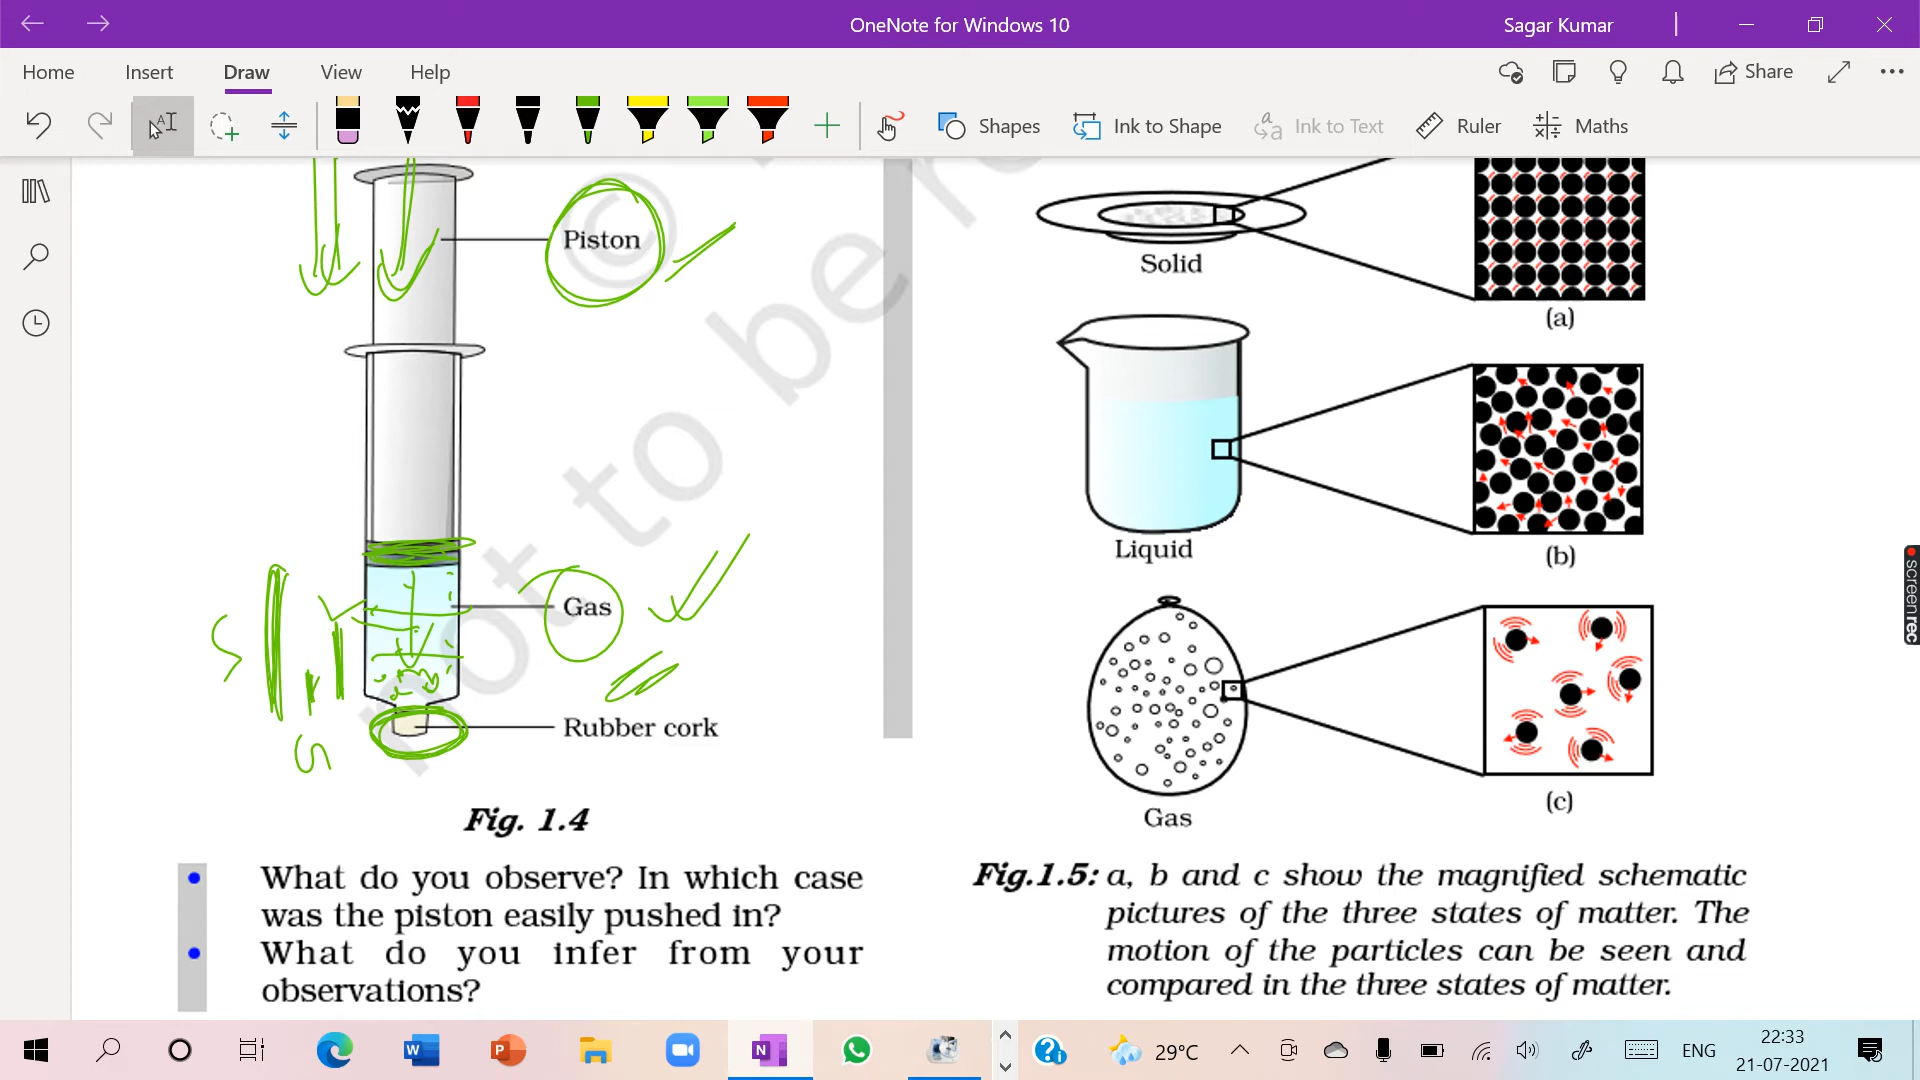 OneNote for Windows 10
Sagar Kumar
Home Insert Draw View Help
Share
Shapes Ink to Shape Ink to Text Ruler Maths
© not to be re
Piston
Gas
Rubber cork
Fig. 1.4
What do you observe? In which case
was the piston easily pushed in?
What do you infer from your
observations?
Solid
(a)
Liquid
(b)
Gas
(c)
Fig.1.5: a, b and c show the magnified schematic
pictures of the three states of matter. The
motion of the particles can be seen and
compared in the three states of matter.
screenrec
29°C
ENG
22:33
21-07-2021